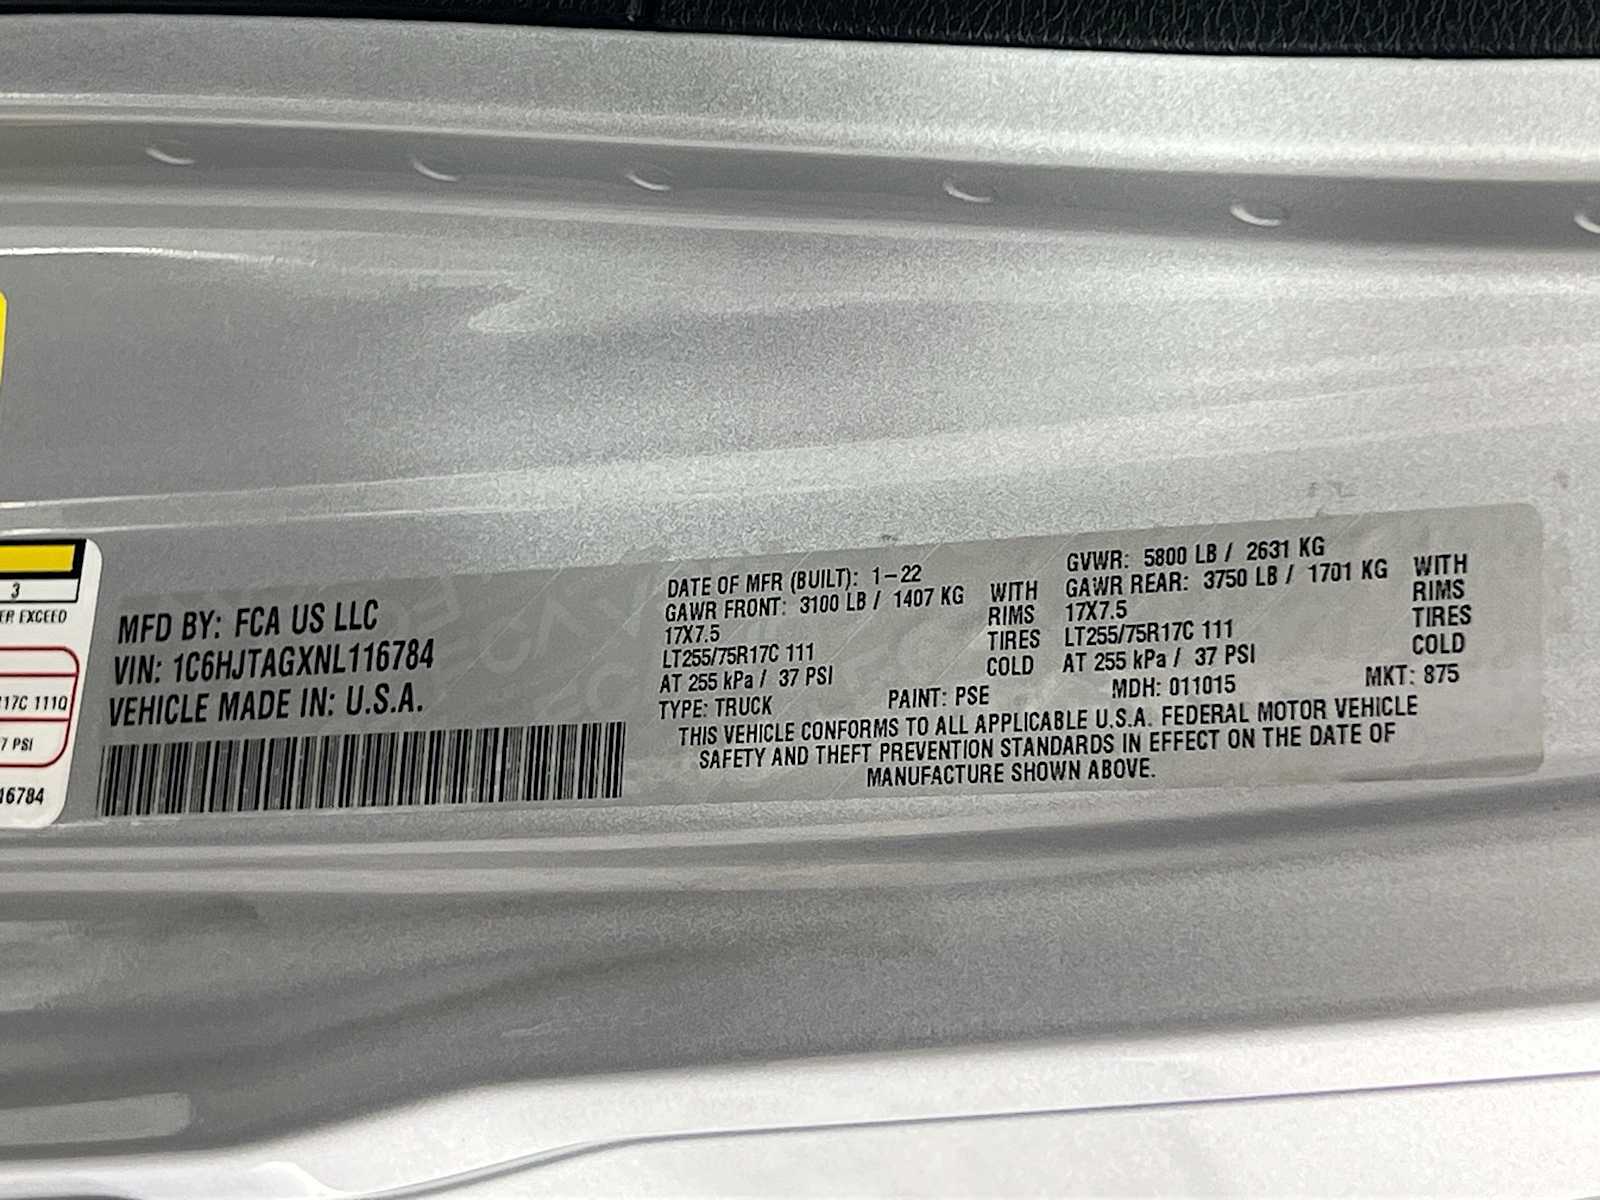 3
ER EXCEED
17C 111Q
7 PSI
16784
MFD BY: FCA US LLC
VIN: 1C6HJTAGXNL116784
VEHICLE MADE IN: U.S.A.
DATE OF MFR (BUILT): 1-22
GAWR FRONT: 3100 LB / 1407 KG WITH
17X7.5 RIMS
LT255/75R17C 111 TIRES
AT 255 kPa / 37 PSI COLD
GVWR: 5800 LB / 2631 KG
GAWR REAR: 3750 LB / 1701 KG WITH
17X7.5 RIMS
LT255/75R17C 111 TIRES
AT 255 kPa / 37 PSI COLD
TYPE: TRUCK PAINT: PSE MDH: 011015 MKT: 875
THIS VEHICLE CONFORMS TO ALL APPLICABLE U.S.A. FEDERAL MOTOR VEHICLE
SAFETY AND THEFT PREVENTION STANDARDS IN EFFECT ON THE DATE OF
MANUFACTURE SHOWN ABOVE.